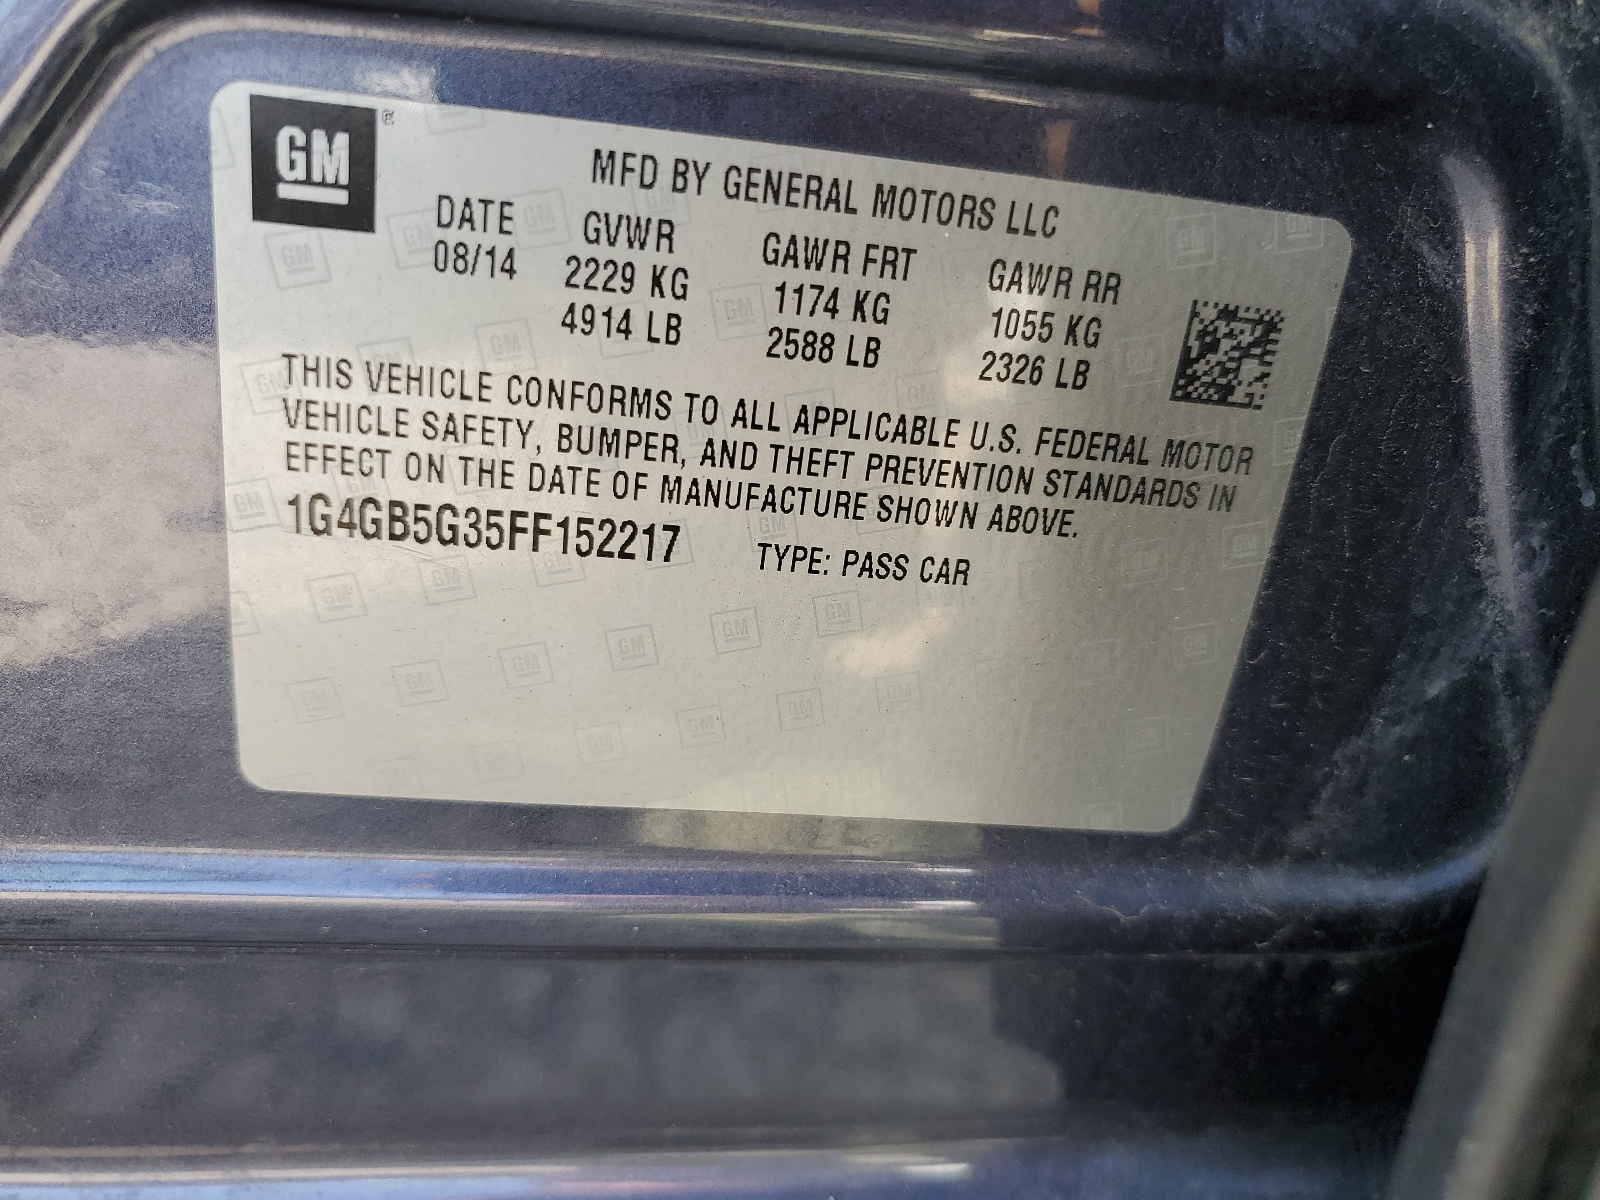 GM ®
MFD BY GENERAL MOTORS LLC
DATE GVWR GAWR FRT GAWR RR
08/14 2229 KG 1174 KG 1055 KG
4914 LB 2588 LB 2326 LB
THIS VEHICLE CONFORMS TO ALL APPLICABLE U.S. FEDERAL MOTOR
VEHICLE SAFETY, BUMPER, AND THEFT PREVENTION STANDARDS IN
EFFECT ON THE DATE OF MANUFACTURE SHOWN ABOVE.
1G4GB5G35FF152217 TYPE: PASS CAR